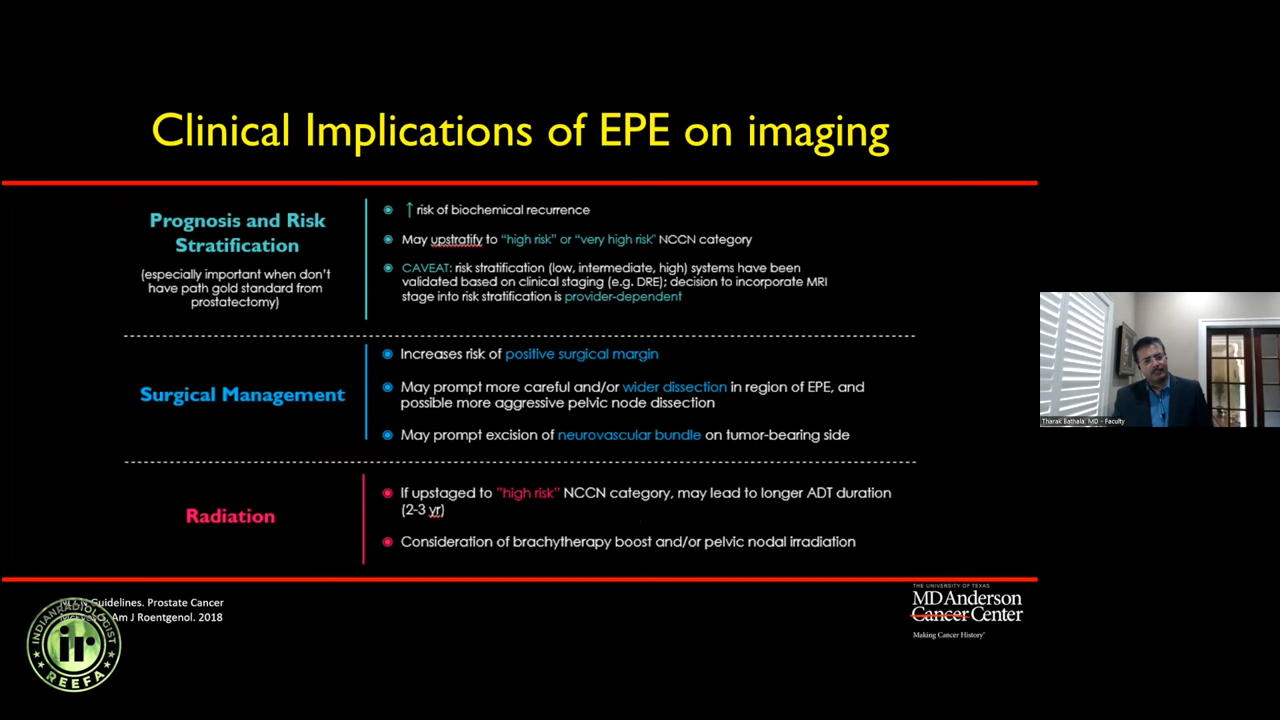 Clinical Implications of EPE on imaging
Prognosis and Risk
Stratification
(especially important when don't
have path gold standard from
prostatectomy)
↑ risk of biochemical recurrence
May upstratify to “high risk” or “very high risk” NCCN category
CAVEAT: risk stratification (low, intermediate, high) systems have been
validated based on clinical staging (e.g. DRE); decision to incorporate MRI
stage into risk stratification is provider-dependent
Surgical Management
Increases risk of positive surgical margin
May prompt more careful and/or wider dissection in region of EPE, and
possible more aggressive pelvic node dissection
May prompt excision of neurovascular bundle on tumor-bearing side
Radiation
If upstaged to ”high risk” NCCN category, may lead to longer ADT duration
(2-3 yr)
Consideration of brachytherapy boost and/or pelvic nodal irradiation
Guidelines. Prostate Cancer
Am J Roentgenol. 2018
INDIANRADIOLOGIST
ir
REEFA
THE UNIVERSITY OF TEXAS
MD Anderson
Cancer Center
Making Cancer History®
Tharak Bathala, MD - Faculty